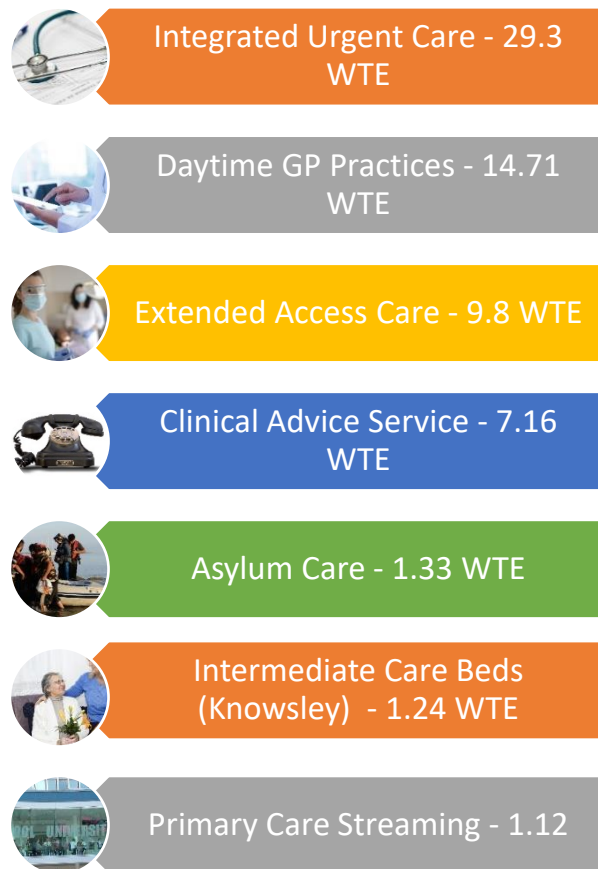 Integrated Urgent Care - 29.3
WTE
Daytime GP Practices - 14.71
WTE
Extended Access Care - 9.8 WTE
Clinical Advice Service - 7.16
WTE
Asylum Care - 1.33 WTE
Intermediate Care Beds
(Knowsley) - 1.24 WTE
Primary Care Streaming - 1.12